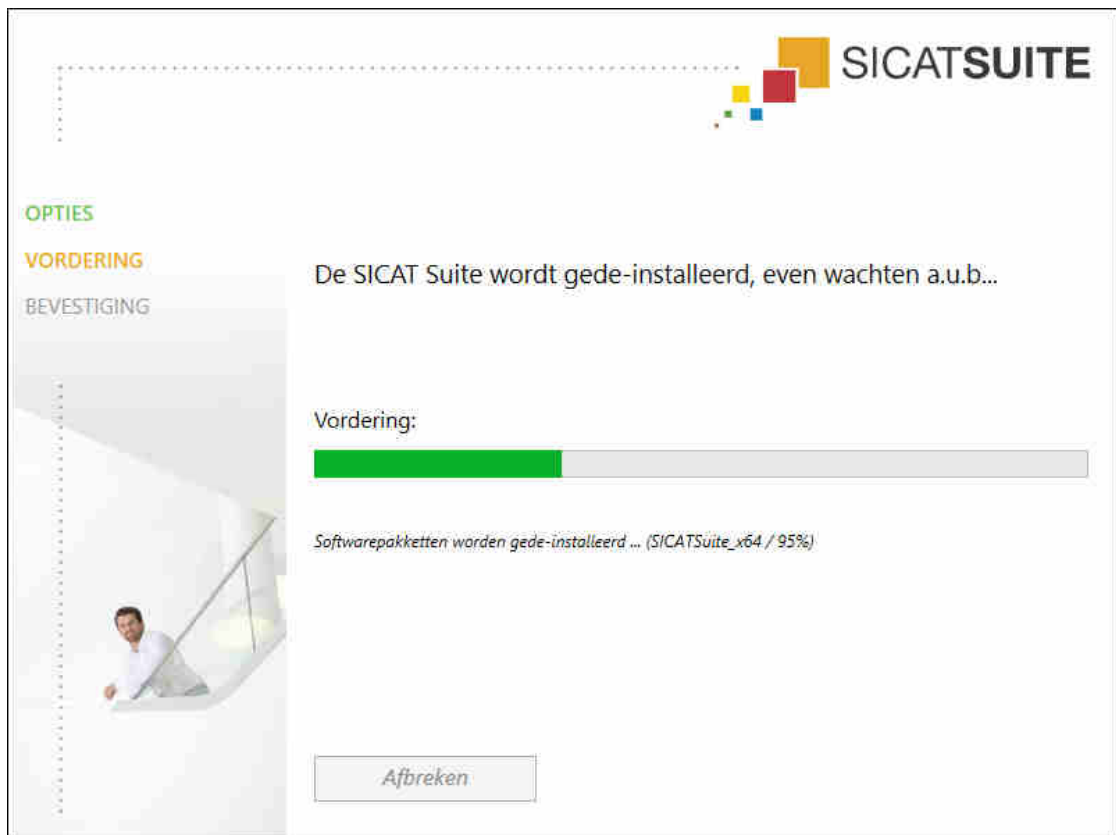 SICATSUITE
OPTIES
VORDERING
BEVESTIGING
De SICAT Suite wordt gede-installeerd, even wachten a.u.b...
Vordering:
Softwarepakketten worden gede-installeerd ... (SICATSuite_x64 / 95%)
Afbreken